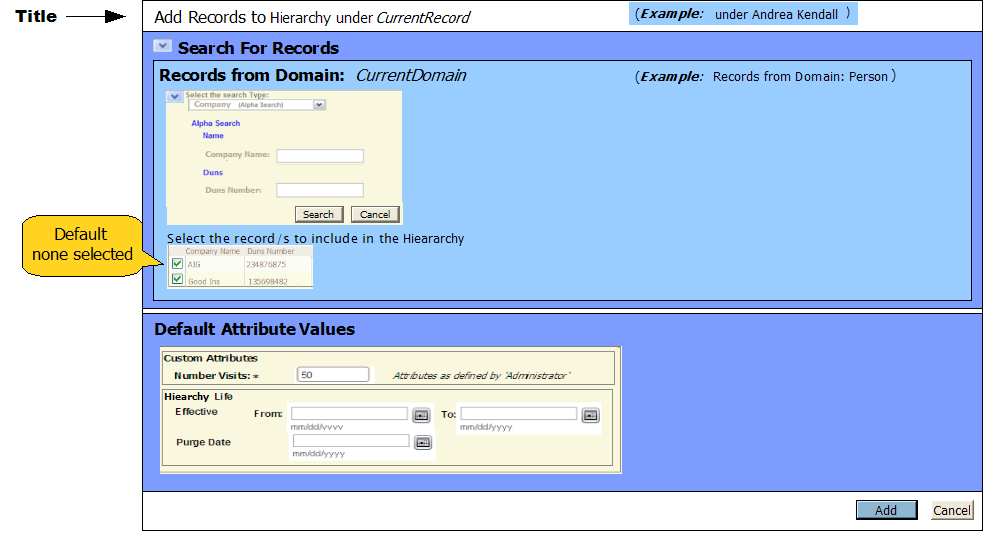 Title
Add Records to Hierarchy under CurrentRecord
(Example: under Andrea Kendall )
Search For Records
Records from Domain: CurrentDomain
(Example: Records from Domain: Person )
Select the search Type:
Company (Alpha Search)
Alpha Search
Name
Company Name:
Duns
Duns Number:
Search Cancel
Default
none selected
Select the record/s to include in the Hieararchy
Company Name Duns Number
AIG 234876875
Good Ins 135698482
Default Attribute Values
Custom Attributes
Number Visits: * 50 Attributes as defined by 'Administrator'
Hiearchy Life
Effective From: To:
mm/dd/yyyy mm/dd/yyyy
Purge Date
mm/dd/yyyy
Add Cancel